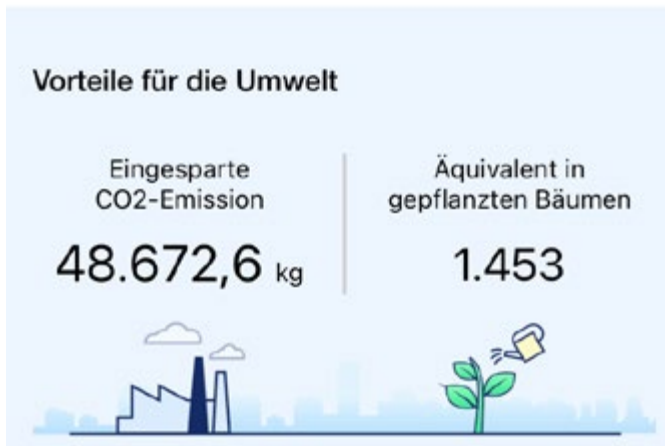 Vorteile für die Umwelt
Eingesparte
CO2-Emission
48.672,6 kg
Äquivalent in
gepflanzten Bäumen
1.453